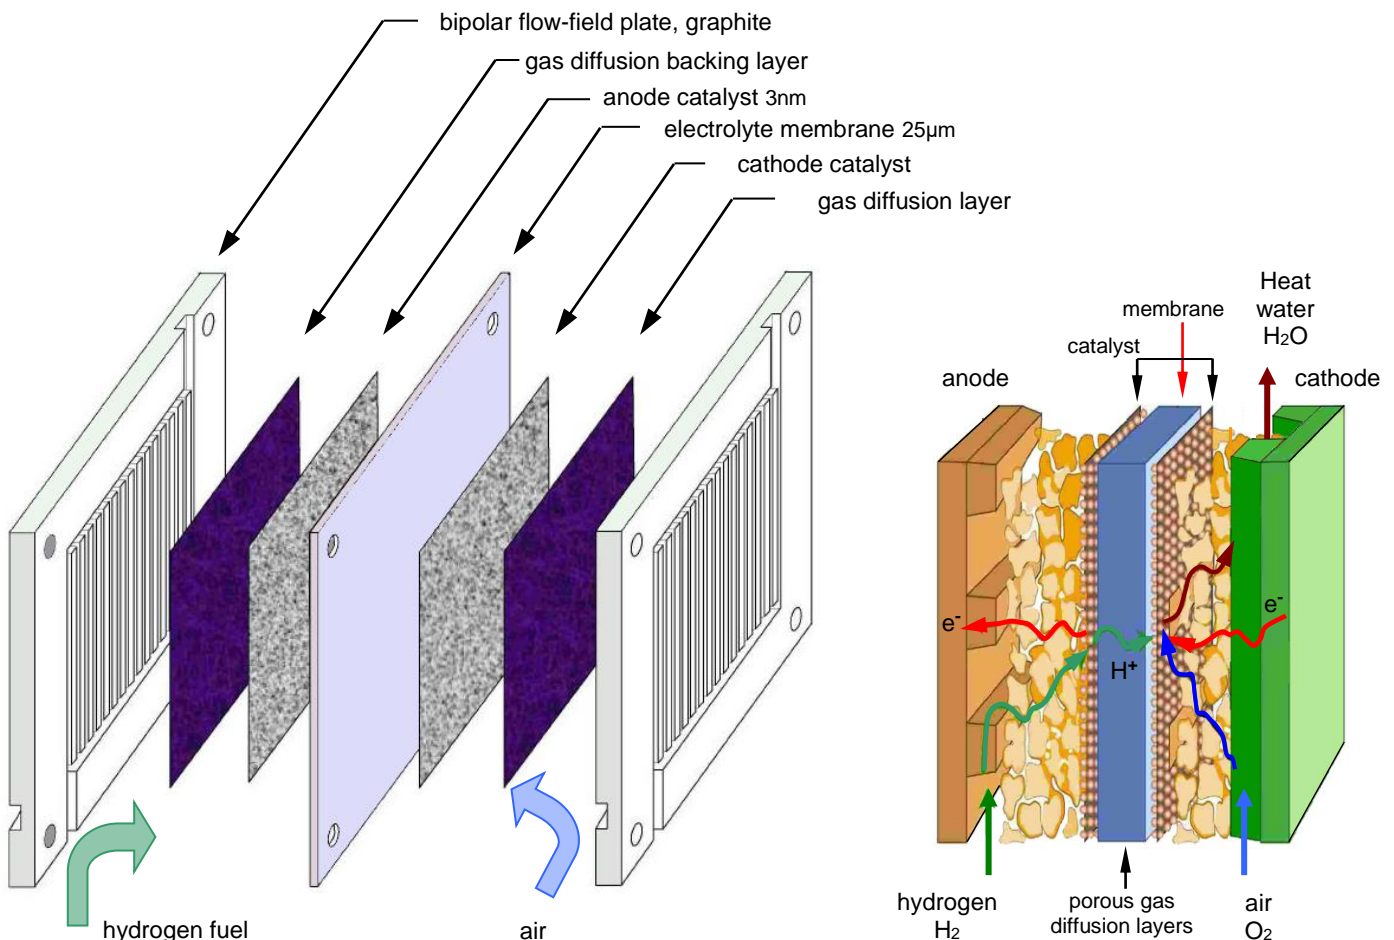 bipolar flow-field plate, graphite
gas diffusion backing layer
anode catalyst 3nm
electrolyte membrane 25µm
cathode catalyst
gas diffusion layer
hydrogen fuel
air
Heat
water
H2O
membrane
catalyst
anode
cathode
e-
e-
H+
hydrogen
H2
porous gas
diffusion layers
air
O2